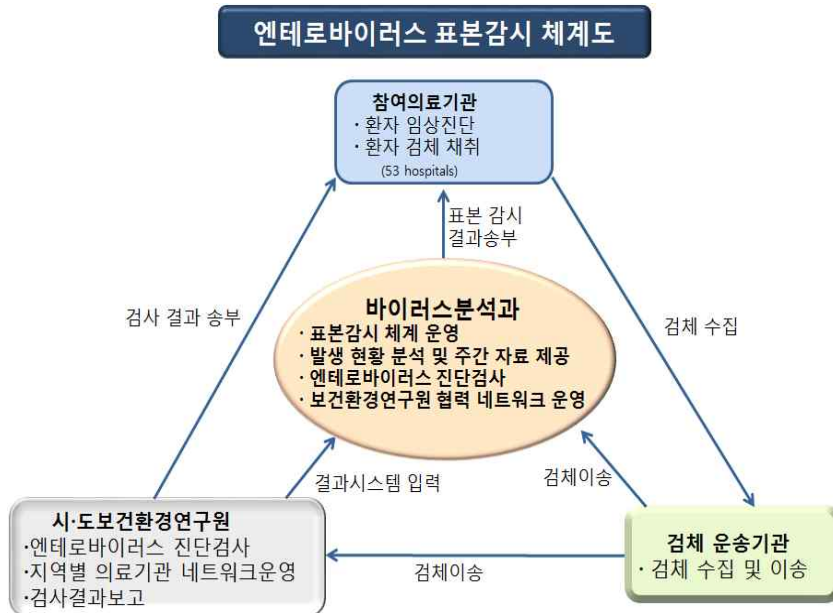 엔테로바이러스 표본감시 체계도
참여의료기관
· 환자 임상진단
· 환자 검체 채취
(53 hospitals)
표본 감시
결과송부
검사 결과 송부
검체 수집
바이러스분석과
· 표본감시 체계 운영
· 발생 현황 분석 및 주간 자료 제공
· 엔테로바이러스 진단검사
· 보건환경연구원 협력 네트워크 운영
결과시스템 입력
검체이송
시·도보건환경연구원
·엔테로바이러스 진단검사
·지역별 의료기관 네트워크운영
·검사결과보고
검체이송
검체 운송기관
· 검체 수집 및 이송